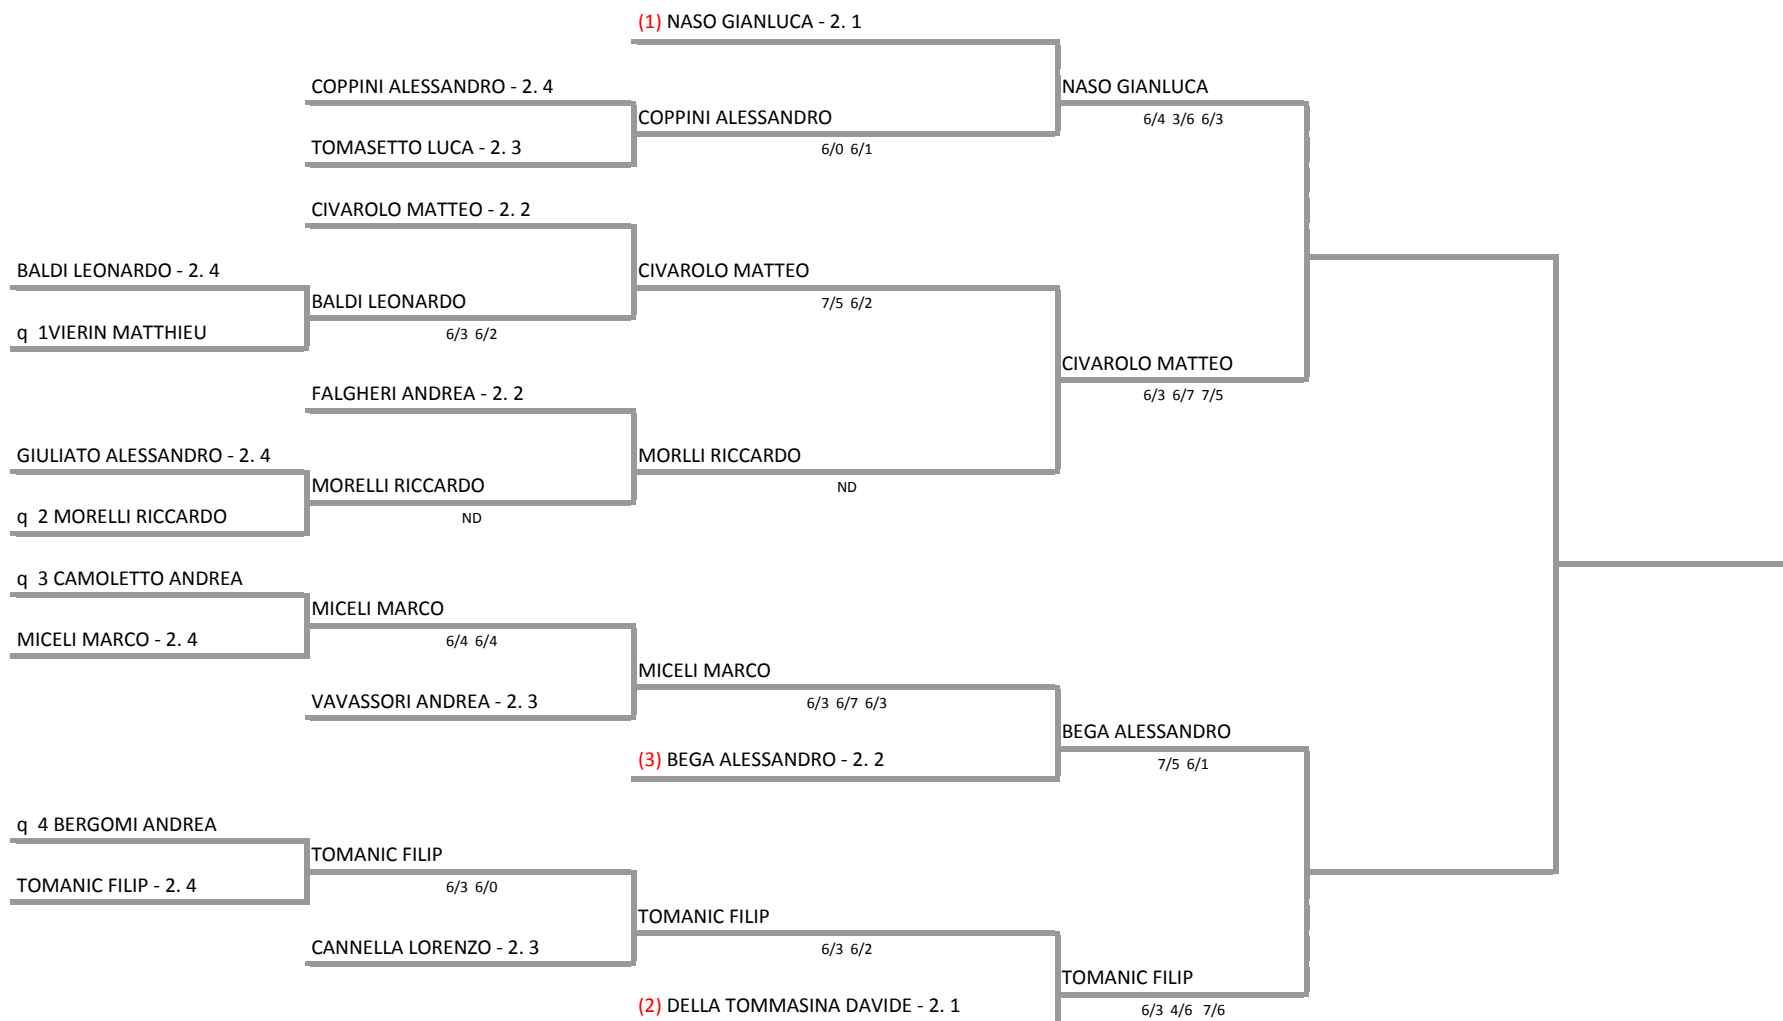 (1) NASO GIANLUCA - 2. 1
COPPINI ALESSANDRO - 2. 4
NASO GIANLUCA
COPPINI ALESSANDRO
6/4 3/6 6/3
TOMASETTO LUCA - 2. 3
6/0 6/1
CIVAROLO MATTEO - 2. 2
BALDI LEONARDO - 2. 4
CIVAROLO MATTEO
BALDI LEONARDO
7/5 6/2
q 1VIERIN MATTHIEU
6/3 6/2
CIVAROLO MATTEO
FALGHERI ANDREA - 2. 2
6/3 6/7 7/5
GIULIATO ALESSANDRO - 2. 4
MORLLI RICCARDO
MORELLI RICCARDO
ND
q 2 MORELLI RICCARDO
ND
q 3 CAMOLETTO ANDREA
MICELI MARCO
MICELI MARCO - 2. 4
6/4 6/4
MICELI MARCO
VAVASSORI ANDREA - 2. 3
6/3 6/7 6/3
BEGA ALESSANDRO
(3) BEGA ALESSANDRO - 2. 2
7/5 6/1
q 4 BERGOMI ANDREA
TOMANIC FILIP
TOMANIC FILIP - 2. 4
6/3 6/0
TOMANIC FILIP
CANNELLA LORENZO - 2. 3
6/3 6/2
TOMANIC FILIP
(2) DELLA TOMMASINA DAVIDE - 2. 1
6/3 4/6 7/6